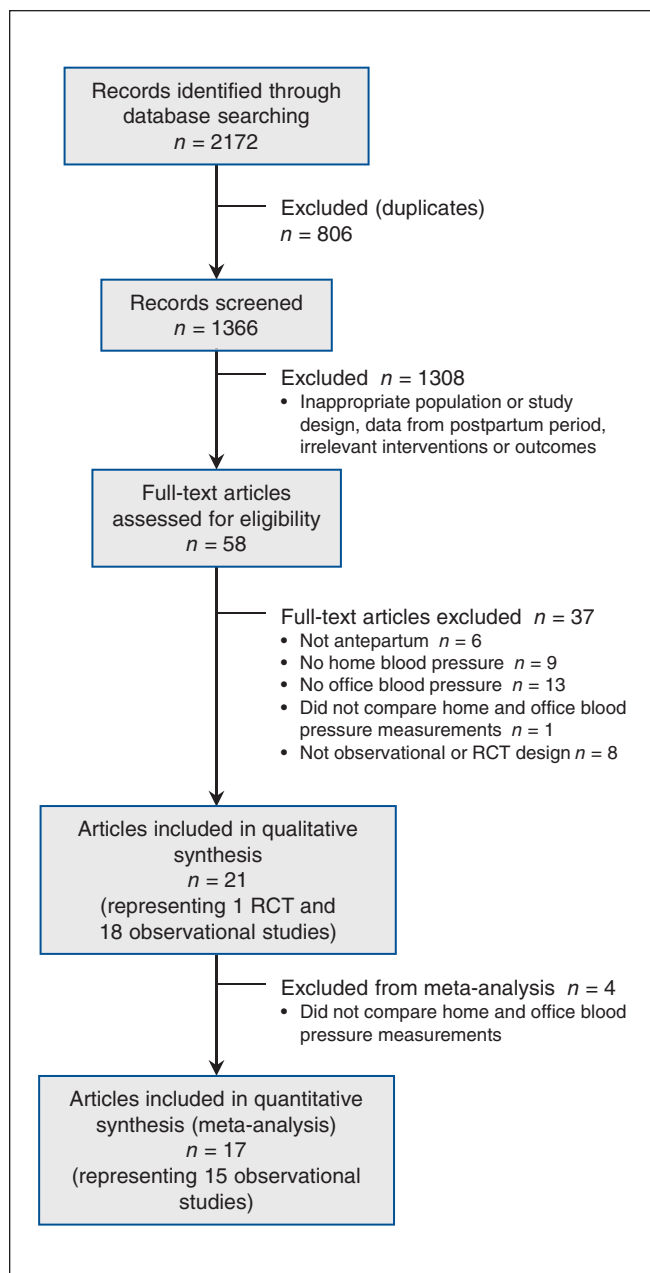 Records identified through
database searching
n = 2172
Excluded (duplicates)
n = 806
Records screened
n = 1366
Excluded n = 1308
• Inappropriate population or study
design, data from postpartum period,
irrelevant interventions or outcomes
Full-text articles
assessed for eligibility
n = 58
Full-text articles excluded n = 37
• Not antepartum n = 6
• No home blood pressure n = 9
• No office blood pressure n = 13
• Did not compare home and office blood
pressure measurements n = 1
• Not observational or RCT design n = 8
Articles included in qualitative
synthesis
n = 21
(representing 1 RCT and
18 observational studies)
Excluded from meta-analysis n = 4
• Did not compare home and office blood
pressure measurements
Articles included in quantitative
synthesis (meta-analysis)
n = 17
(representing 15 observational
studies)